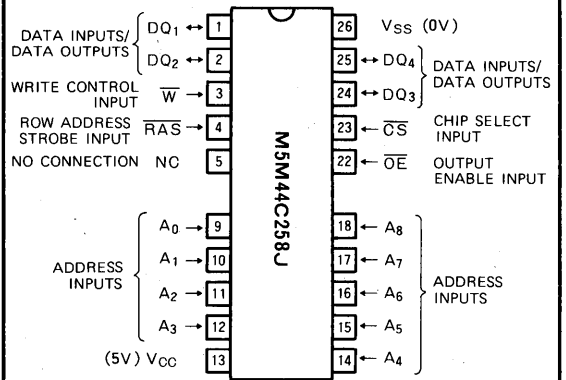 DATA INPUTS/
DATA OUTPUTS
DQ1 ↔ 1
DQ2 ↔ 2
WRITE CONTROL
INPUT
W̅ → 3
ROW ADDRESS
STROBE INPUT
R̅A̅S̅ → 4
NO CONNECTION NC 5
ADDRESS
INPUTS
A0 → 9
A1 → 10
A2 → 11
A3 → 12
(5V) VCC 13
M5M44C258J
26 VSS (0V)
25 ↔ DQ4
24 ↔ DQ3
DATA INPUTS/
DATA OUTPUTS
23 ← C̅S̅
CHIP SELECT
INPUT
22 ← O̅E̅
OUTPUT
ENABLE INPUT
18 ← A8
17 ← A7
16 ← A6
15 ← A5
14 ← A4
ADDRESS
INPUTS